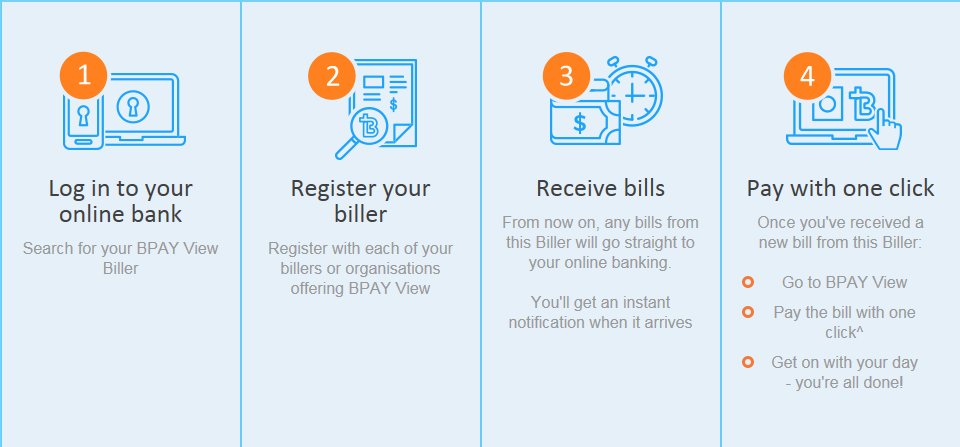 1
Log in to your
online bank
Search for your BPAY View
Biller
2
$
Register your
biller
Register with each of your
billers or organisations
offering BPAY View
3
$
Receive bills
From now on, any bills from
this Biller will go straight to
your online banking.
You'll get an instant
notification when it arrives
4
Pay with one click
Once you've received a
new bill from this Biller:
Go to BPAY View
Pay the bill with one
click^
Get on with your day
- you're all done!